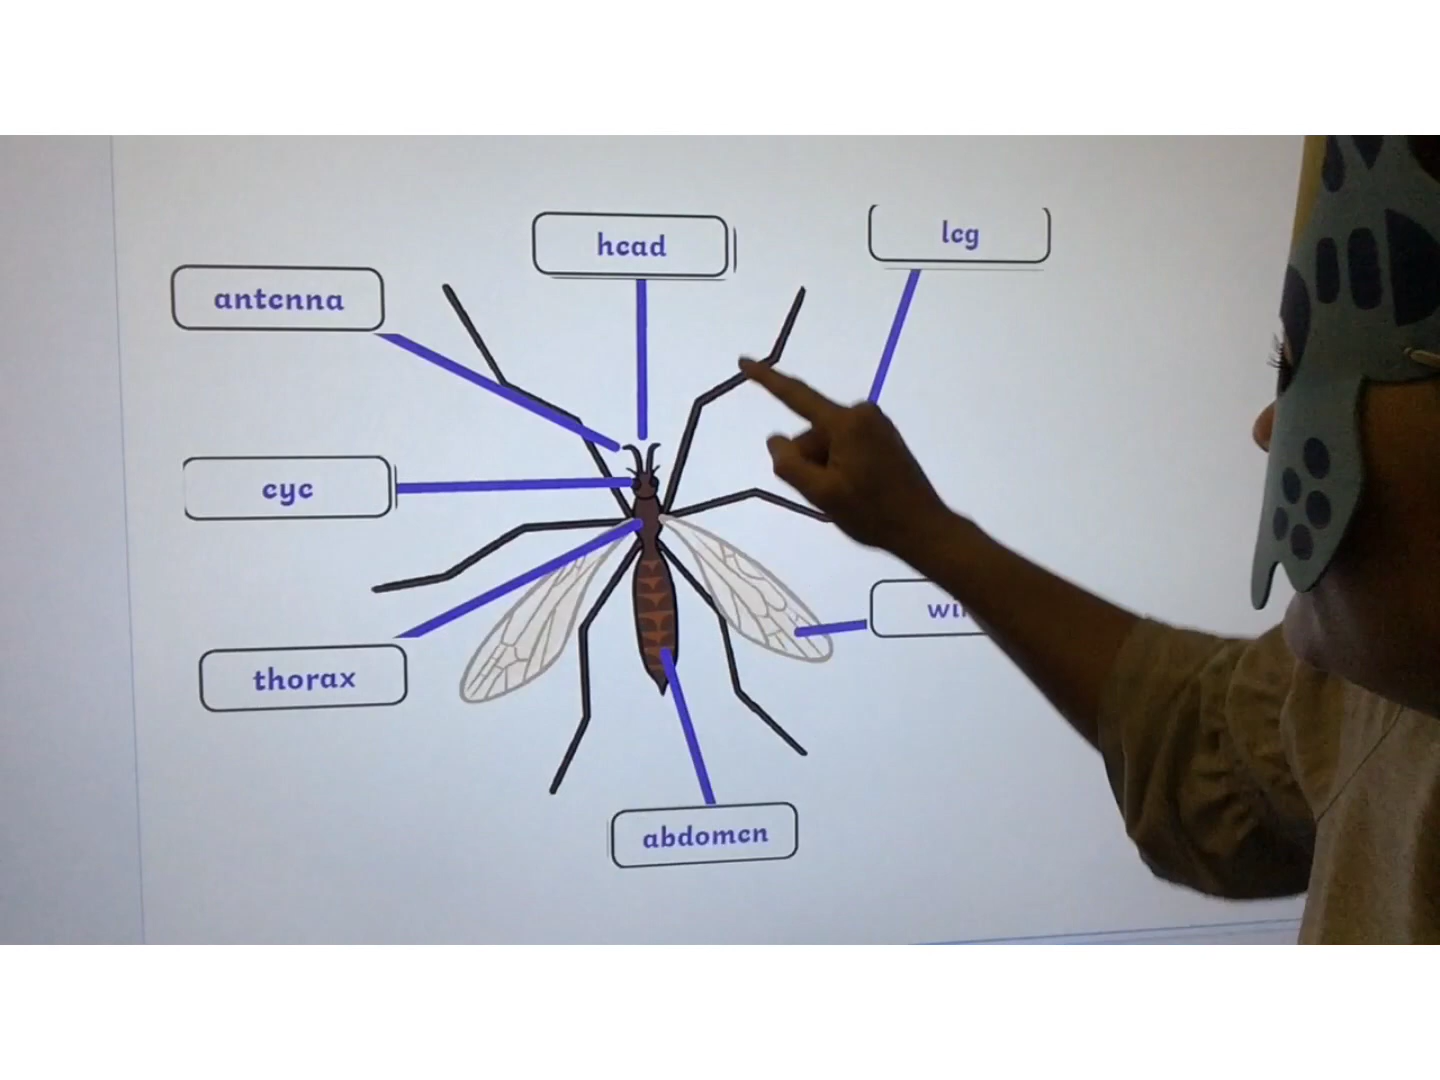 head
leg
antenna
eye
thorax
abdomen